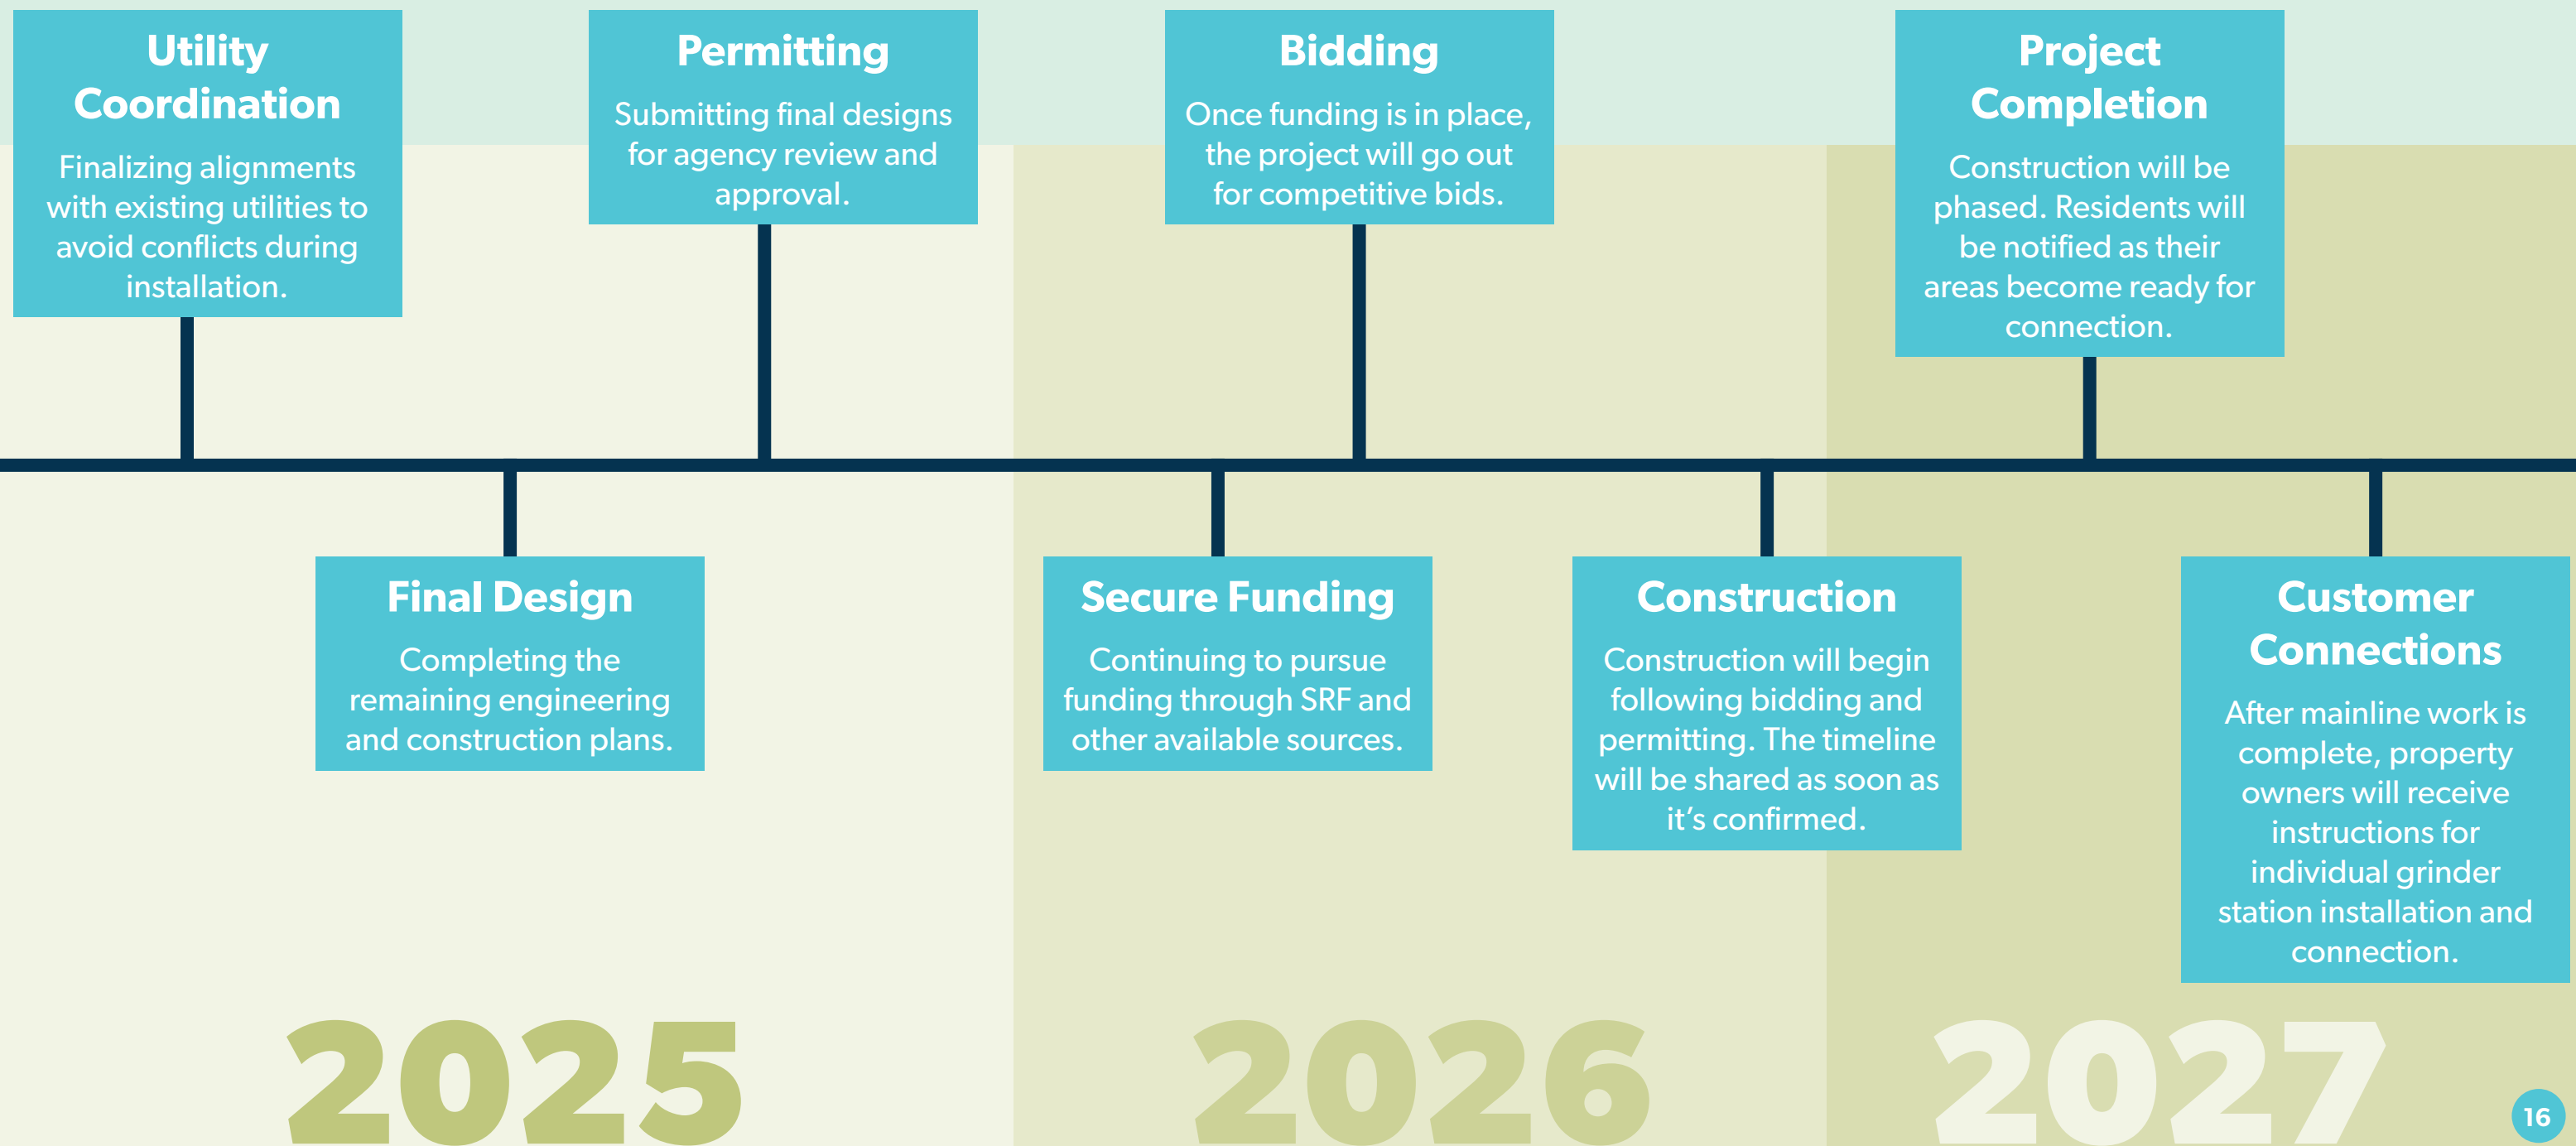 Utility
Coordination
Finalizing alignments
with existing utilities to
avoid conflicts during
installation.
Permitting
Submitting final designs
for agency review and
approval.
Bidding
Once funding is in place,
the project will go out
for competitive bids.
Project
Completion
Construction will be
phased. Residents will
be notified as their
areas become ready for
connection.
Final Design
Completing the
remaining engineering
and construction plans.
Secure Funding
Continuing to pursue
funding through SRF and
other available sources.
Construction
Construction will begin
following bidding and
permitting. The timeline
will be shared as soon as
it’s confirmed.
Customer
Connections
After mainline work is
complete, property
owners will receive
instructions for
individual grinder
station installation and
connection.
2025
2026
2027
16